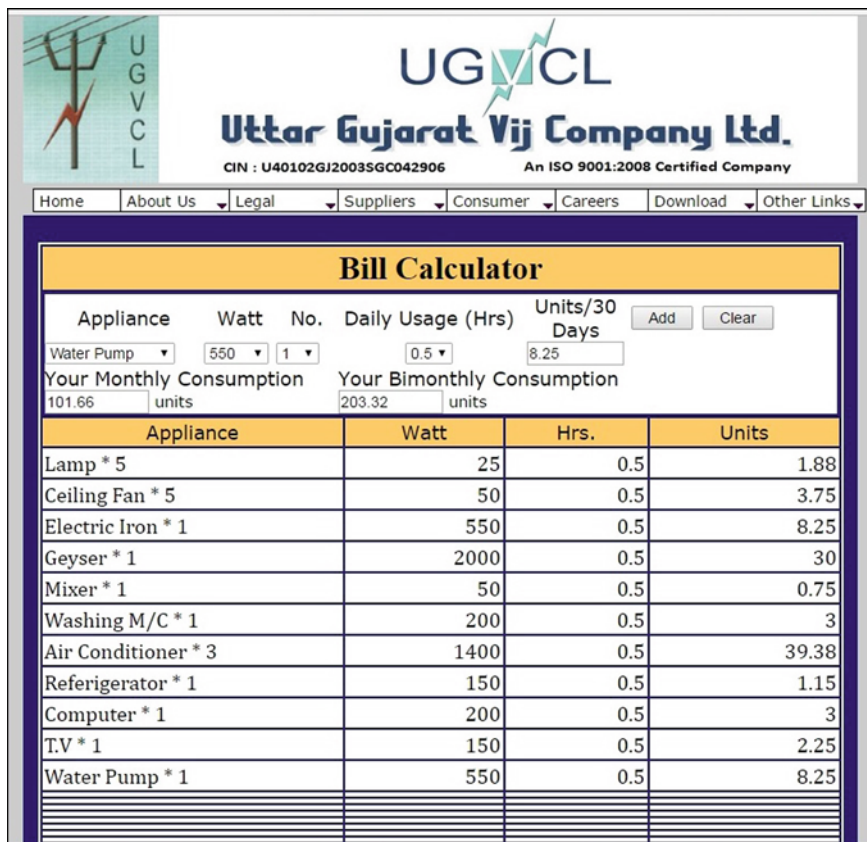 UGVCL
UGVCL
Uttar Gujarat Vij Company Ltd.
CIN : U40102GJ2003SGC042906 An ISO 9001:2008 Certified Company
Home About Us Legal Suppliers Consumer Careers Download Other Links
Bill Calculator
Appliance Watt No. Daily Usage (Hrs) Units/30 Days Add Clear
Water Pump 550 1 0.5 8.25
Your Monthly Consumption Your Bimonthly Consumption
101.66 units 203.32 units
Appliance Watt Hrs. Units
Lamp * 5 25 0.5 1.88
Ceiling Fan * 5 50 0.5 3.75
Electric Iron * 1 550 0.5 8.25
Geyser * 1 2000 0.5 30
Mixer * 1 50 0.5 0.75
Washing M/C * 1 200 0.5 3
Air Conditioner * 3 1400 0.5 39.38
Referigerator * 1 150 0.5 1.15
Computer * 1 200 0.5 3
T.V * 1 150 0.5 2.25
Water Pump * 1 550 0.5 8.25